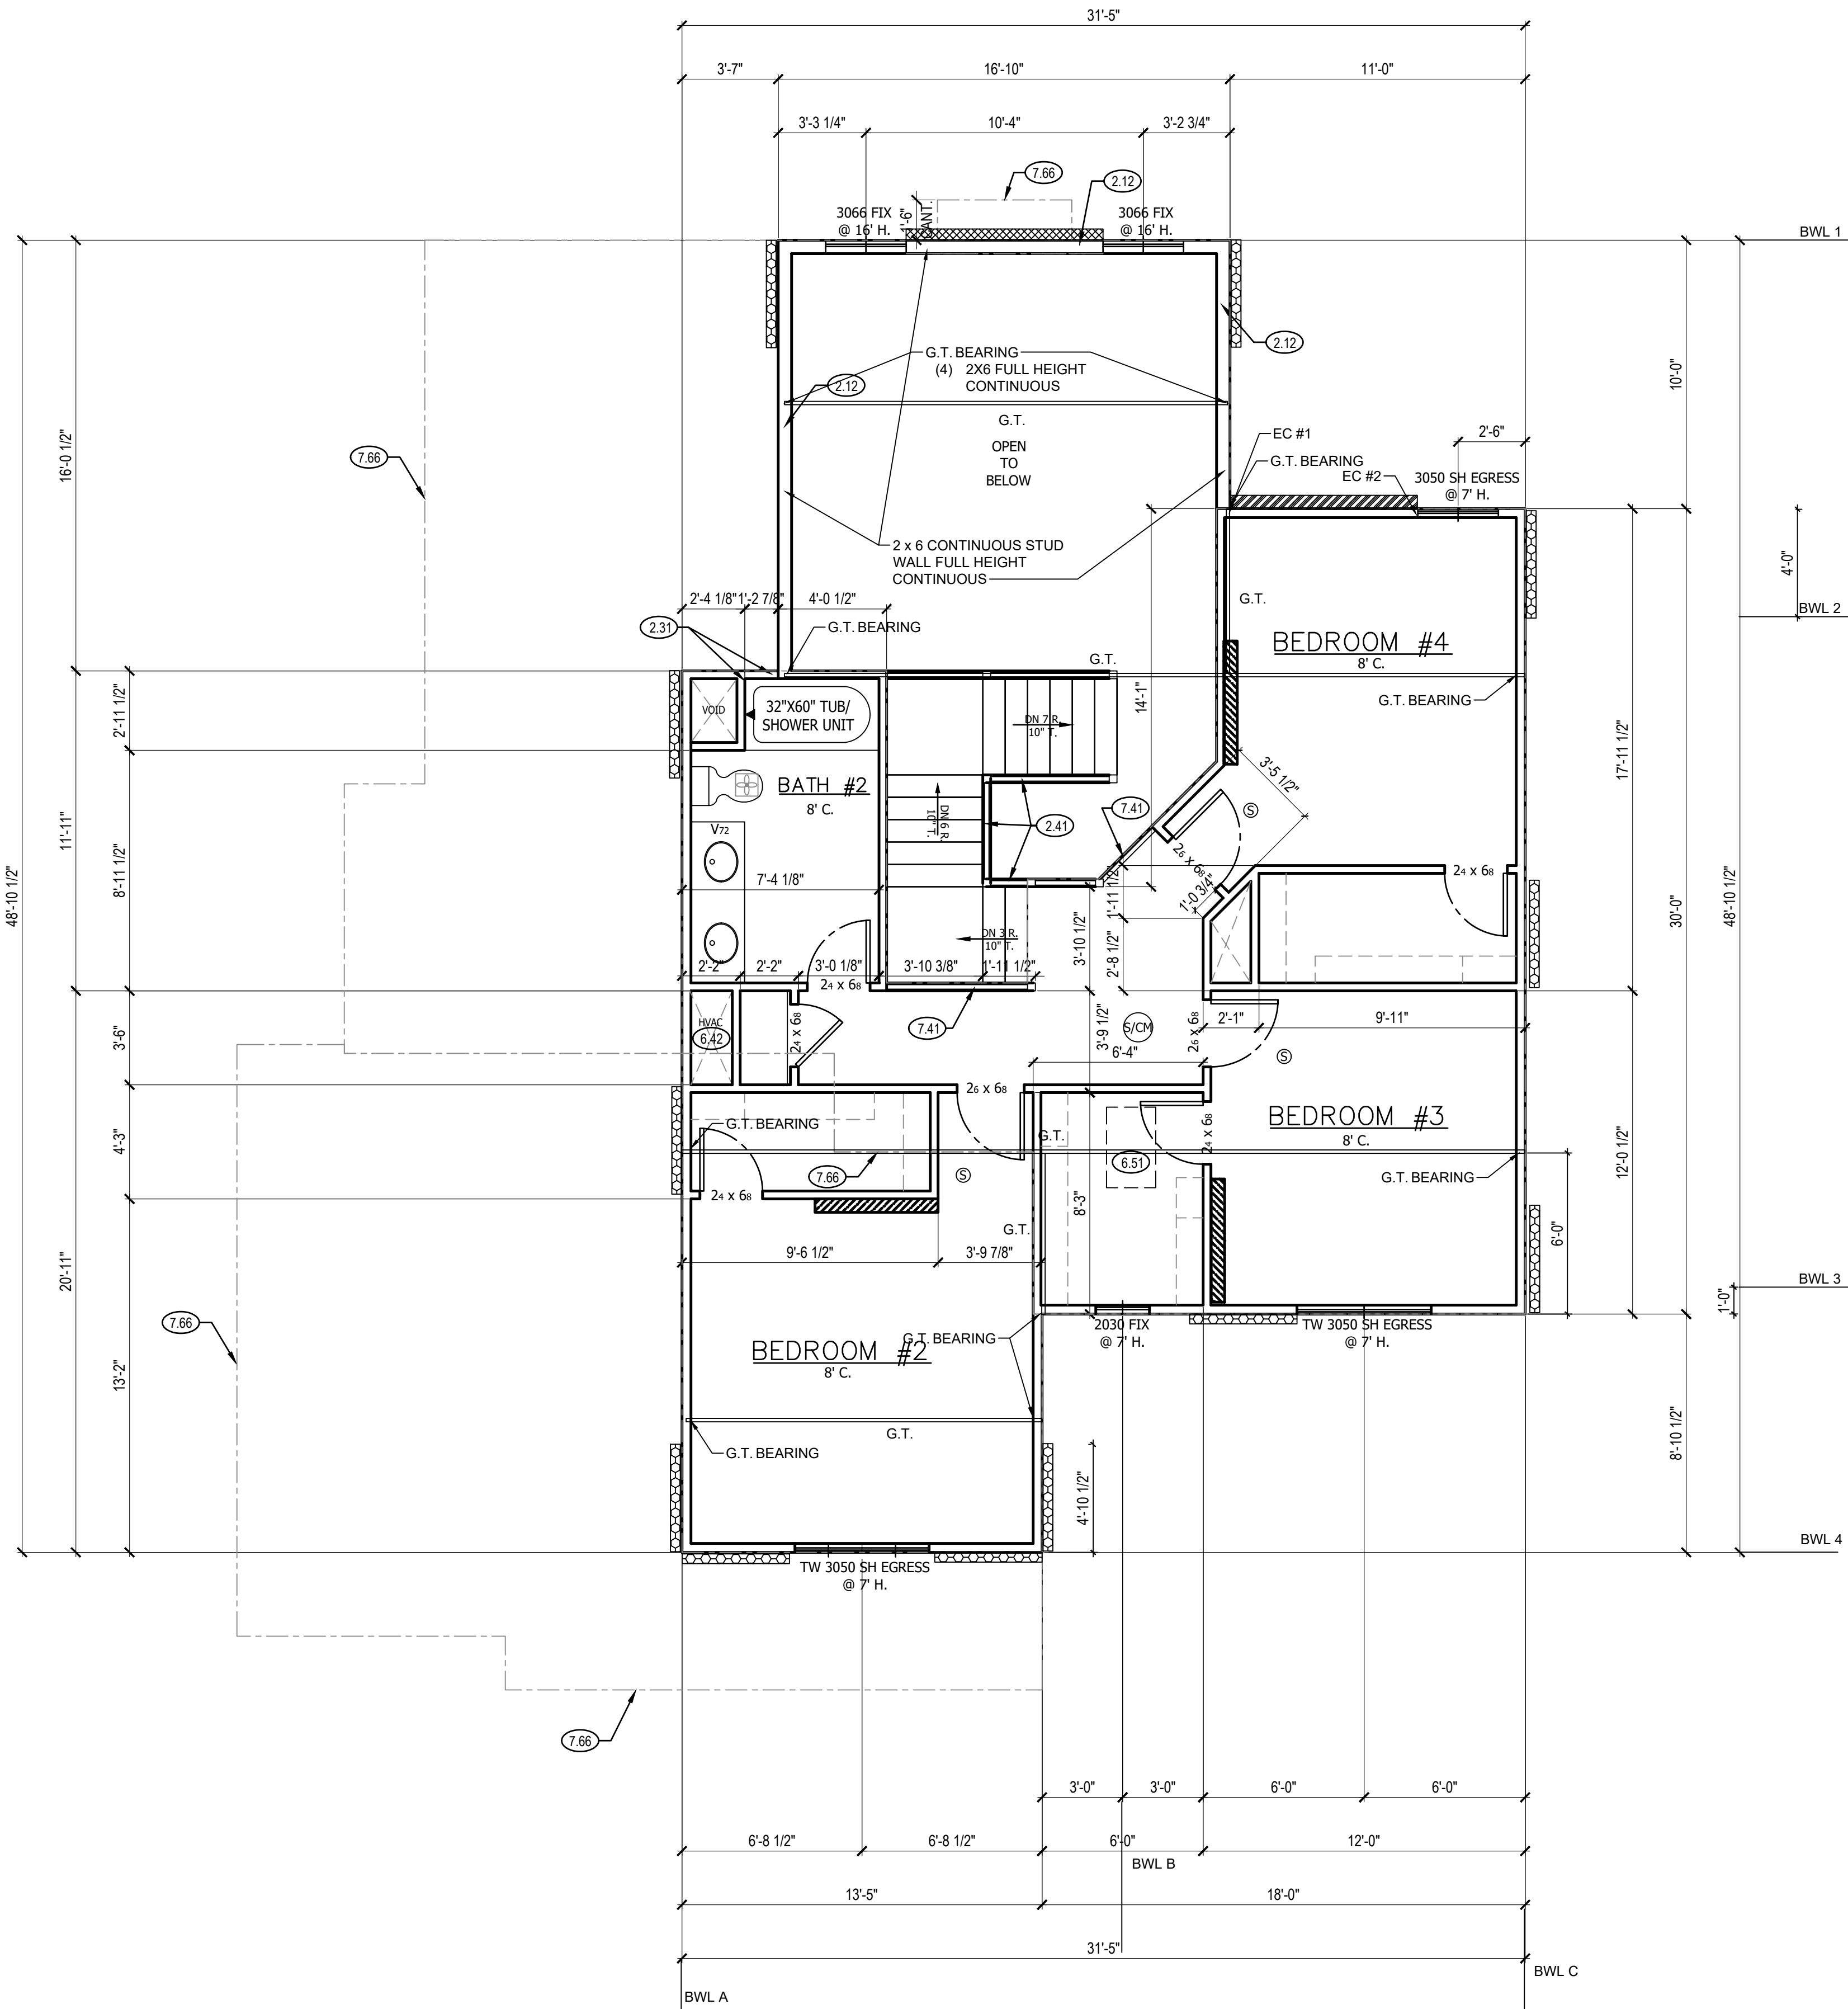 31'-5"
3'-7" 16'-10" 11'-0"
3'-3 1/4" 10'-4" 3'-2 3/4"
7.66
2.12
3066 FIX
@ 16' H.
1'-6"
CANT.
3066 FIX
@ 16' H.
BWL 1
2.12
G.T. BEARING
(4) 2X6 FULL HEIGHT
CONTINUOUS
2.12
10'-0"
G.T.
OPEN
TO
BELOW
EC #1
G.T. BEARING
EC #2
2'-6"
3050 SH EGRESS
@ 7' H.
7.66
16'-0 1/2"
2 x 6 CONTINUOUS STUD
WALL FULL HEIGHT
CONTINUOUS
4'-0"
BWL 2
2'-4 1/8" 1'-2 7/8" 4'-0 1/2"
2.31
G.T. BEARING
G.T.
G.T.
BEDROOM #4
8' C.
G.T. BEARING
VOID
32"X60" TUB/
SHOWER UNIT
DN 7 R.
10" T.
14'-1"
2'-11 1/2"
BATH #2
8' C.
V72
DN 6 R.
10" T.
2.41
7.41
3'-5 1/2"
S
17'-11 1/2"
11'-11"
8'-11 1/2"
7'-4 1/8"
26 x 68
1'-0 3/4"
1'-11 1/2"
24 x 68
48'-10 1/2"
30'-0"
48'-10 1/2"
DN 3 R.
10" T.
3'-10 1/2"
2'-8 1/2"
2'-2" 2'-2" 3'-0 1/8" 3'-10 3/8" 1'-11 1/2"
24 x 68
HVAC
6.42
24 x 68
7.41
S/CM
3'-9 1/2"
6'-4"
26 x 68
2'-1" 9'-11"
S
3'-6"
26 x 68
BEDROOM #3
8' C.
4'-3"
G.T. BEARING
G.T.
24 x 68
6.51
7.66
S
G.T. BEARING
24 x 68
12'-0 1/2"
8'-3"
G.T.
6'-0"
9'-6 1/2" 3'-9 7/8"
20'-11"
BWL 3
1'-0"
7.66
2030 FIX
@ 7' H.
TW 3050 SH EGRESS
@ 7' H.
G.T. BEARING
BEDROOM #2
8' C.
13'-2"
G.T.
G.T. BEARING
8'-10 1/2"
4'-10 1/2"
BWL 4
TW 3050 SH EGRESS
@ 7' H.
7.66
3'-0" 3'-0" 6'-0" 6'-0"
6'-8 1/2" 6'-8 1/2" 6'-0" 12'-0"
BWL B
13'-5" 18'-0"
31'-5"
BWL C
BWL A